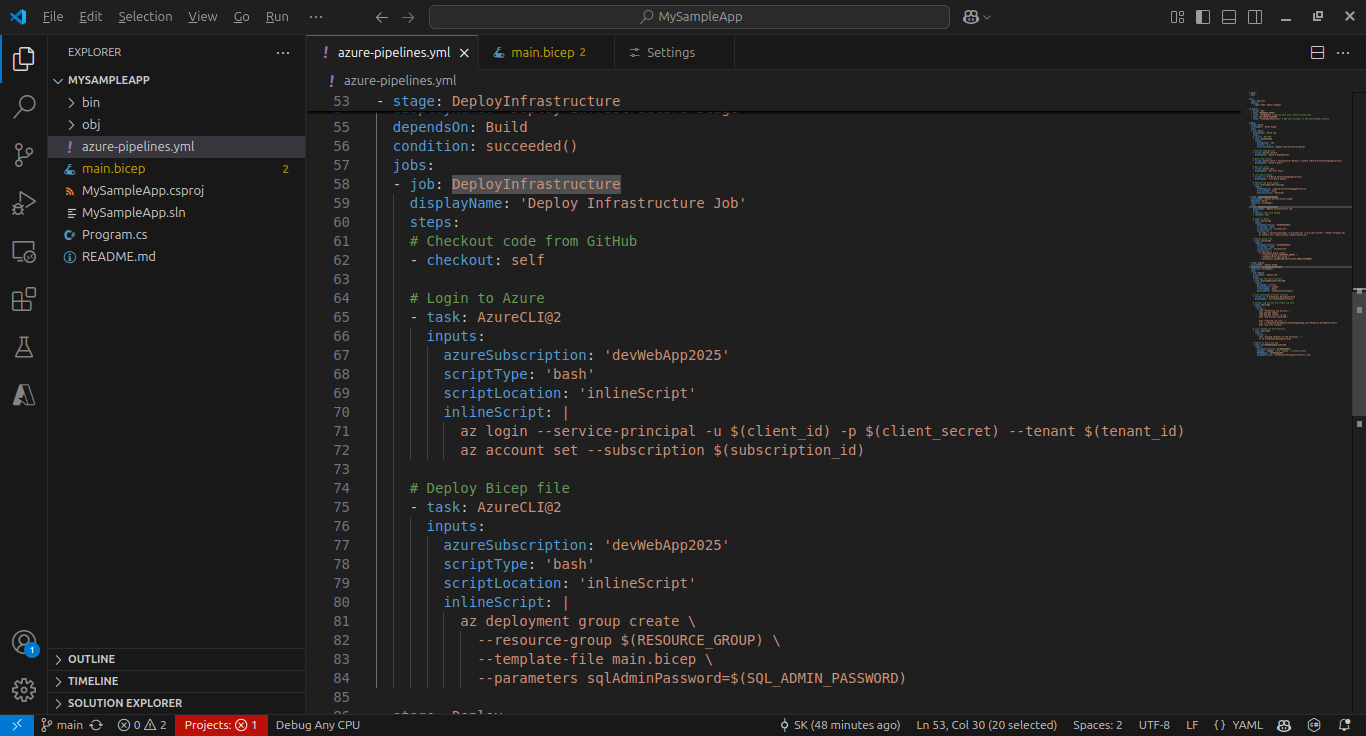 File Edit Selection View Go Run ··· MySampleApp
EXPLORER ···
MYSAMPLEAPP
bin
obj
! azure-pipelines.yml
main.bicep 2
MySampleApp.csproj
MySampleApp.sln
C# Program.cs
README.md
OUTLINE
TIMELINE
SOLUTION EXPLORER
1
! azure-pipelines.yml main.bicep 2 Settings ···
! azure-pipelines.yml
53 - stage: DeployInfrastructure
55 dependsOn: Build
56 condition: succeeded()
57 jobs:
58 - job: DeployInfrastructure
59 displayName: 'Deploy Infrastructure Job'
60 steps:
61 # Checkout code from GitHub
62 - checkout: self
63
64 # Login to Azure
65 - task: AzureCLI@2
66 inputs:
67 azureSubscription: 'devWebApp2025'
68 scriptType: 'bash'
69 scriptLocation: 'inlineScript'
70 inlineScript: |
71 az login --service-principal -u $(client_id) -p $(client_secret) --tenant $(tenant_id)
72 az account set --subscription $(subscription_id)
73
74 # Deploy Bicep file
75 - task: AzureCLI@2
76 inputs:
77 azureSubscription: 'devWebApp2025'
78 scriptType: 'bash'
79 scriptLocation: 'inlineScript'
80 inlineScript: |
81 az deployment group create \
82 --resource-group $(RESOURCE_GROUP) \
83 --template-file main.bicep \
84 --parameters sqlAdminPassword=$(SQL_ADMIN_PASSWORD)
85
main 0 2 Projects: 1 Debug Any CPU SK (48 minutes ago) Ln 53, Col 30 (20 selected) Spaces: 2 UTF-8 LF {} YAML